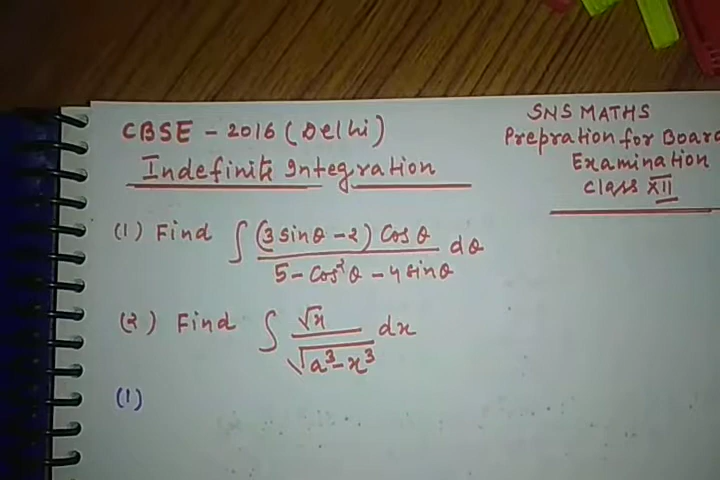 CBSE - 2016 (Delhi)
Indefinite Integration
SNS MATHS
Prepration for Board
Examination
Class XII
(1) Find ∫ (3 sinθ - 2) Cos θ / 5 - Cos²θ - 4 sinθ dθ
(2) Find ∫ √x / √a³-x³ dx
(1)